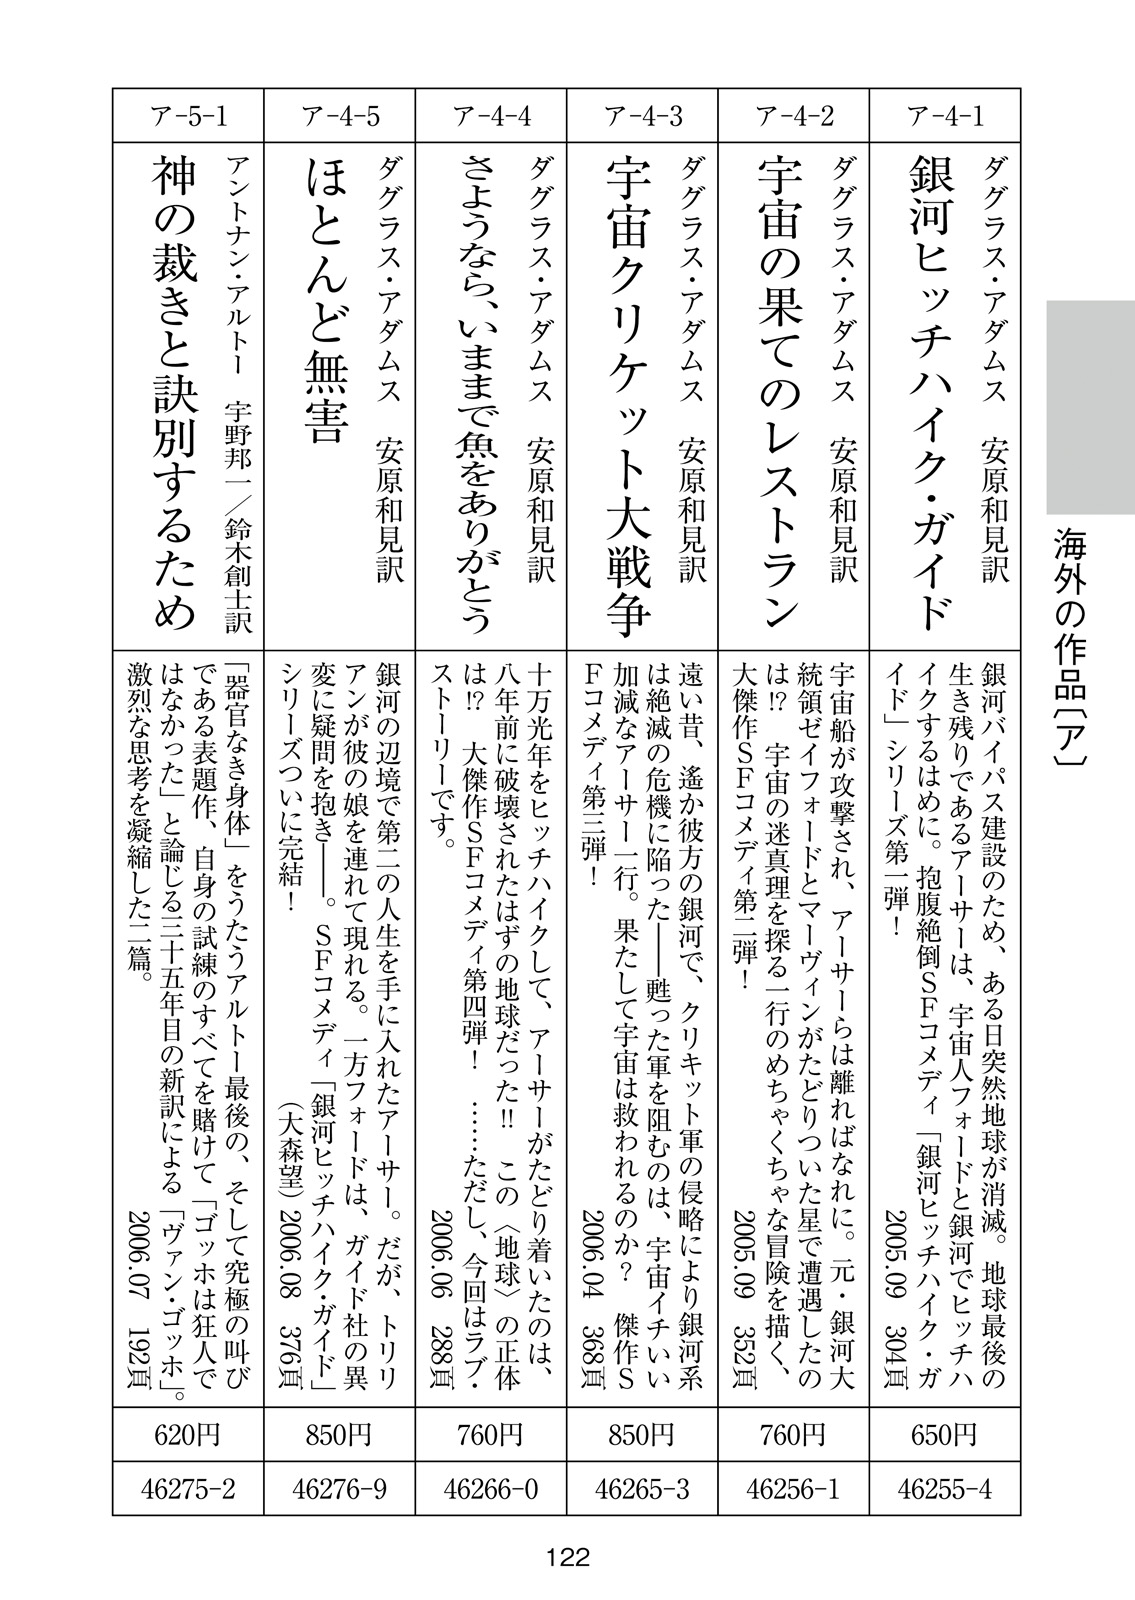 海外の作品〔ア〕
ア-4-1
ダグラス・アダムス　安原和見訳
銀河ヒッチハイク・ガイド
銀河バイパス建設のため、ある日突然地球が消滅。地球最後の
生き残りであるアーサーは、宇宙人フォードと銀河でヒッチハ
イクするはめに。抱腹絶倒SFコメディ「銀河ヒッチハイク・ガ
イド」シリーズ第一弾！　2005.09　304頁
650円
46255-4
ア-4-2
ダグラス・アダムス　安原和見訳
宇宙の果てのレストラン
宇宙船が攻撃され、アーサーらは離ればなれに。元・銀河大
統領ゼイフォードとマーヴィンがたどりついた星で遭遇したの
は!?　宇宙の迷真理を探る一行のめちゃくちゃな冒険を描く、
大傑作SFコメディ第二弾！　2005.09　352頁
760円
46256-1
ア-4-3
ダグラス・アダムス　安原和見訳
宇宙クリケット大戦争
遠い昔、遙か彼方の銀河で、クリキット軍の侵略により銀河系
は絶滅の危機に陥った――甦った軍を阻むのは、宇宙イチいい
加減なアーサー一行。果たして宇宙は救われるのか？　傑作S
Fコメディ第三弾！　2006.04　368頁
850円
46265-3
ア-4-4
ダグラス・アダムス　安原和見訳
さようなら、いままで魚をありがとう
十万光年をヒッチハイクして、アーサーがたどり着いたのは、
八年前に破壊されたはずの地球だった!!　この〈地球〉の正体
は!?　大傑作SFコメディ第四弾！　……ただし、今回はラブ・
ストーリーです。　2006.06　288頁
760円
46266-0
ア-4-5
ダグラス・アダムス　安原和見訳
ほとんど無害
銀河の辺境で第二の人生を手に入れたアーサー。だが、トリリ
アンが彼の娘を連れて現れる。一方フォードは、ガイド社の異
変に疑問を抱き――。SFコメディ「銀河ヒッチハイク・ガイド」
シリーズついに完結！　（大森望）2006.08　376頁
850円
46276-9
ア-5-1
アントナン・アルトー　宇野邦一／鈴木創士訳
神の裁きと訣別するため
「器官なき身体」をうたうアルトー最後の、そして究極の叫び
である表題作、自身の試練のすべてを賭けて「ゴッホは狂人で
はなかった」と論じる三十五年目の新訳による「ヴァン・ゴッホ」。
激烈な思考を凝縮した二篇。　2006.07　192頁
620円
46275-2
122